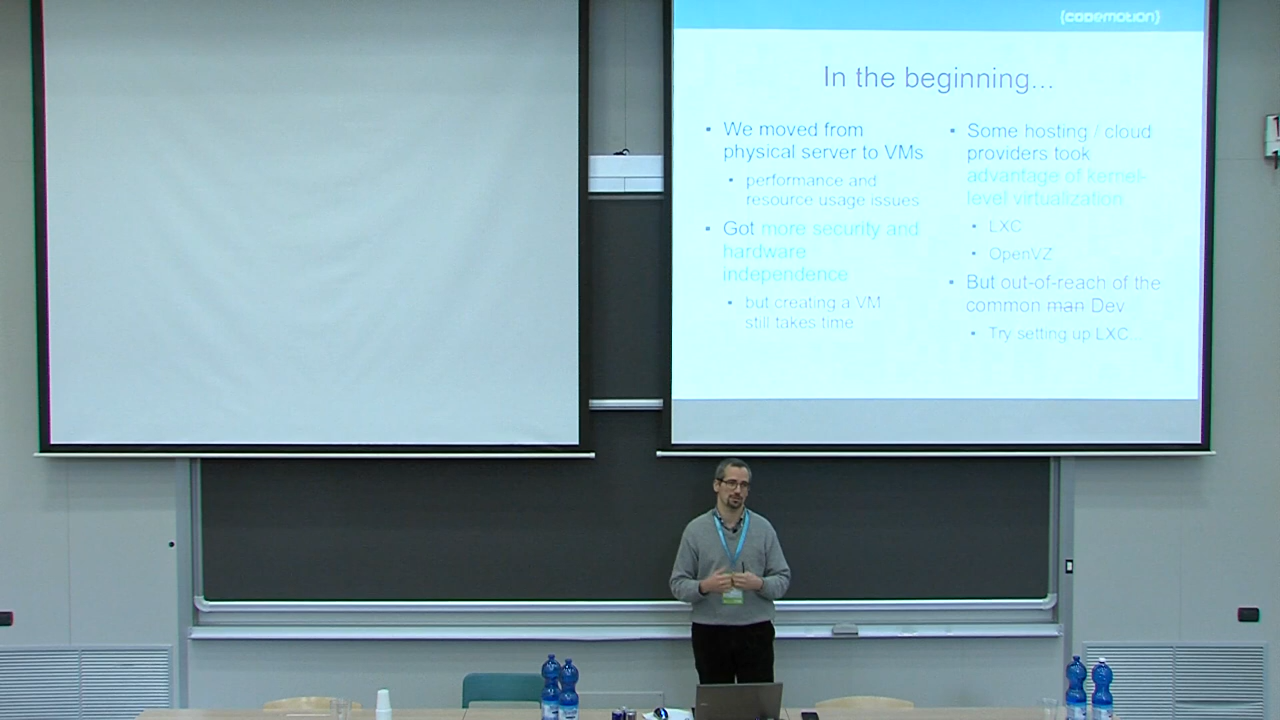 {codemotion}
In the beginning...
We moved from
physical server to VMs
performance and
resource usage issues
Got more security and
hardware
independence
but creating a VM
still takes time
Some hosting / cloud
providers took
advantage of kernel-
level virtualization
LXC
OpenVZ
But out-of-reach of the
common man Dev
Try setting up LXC...